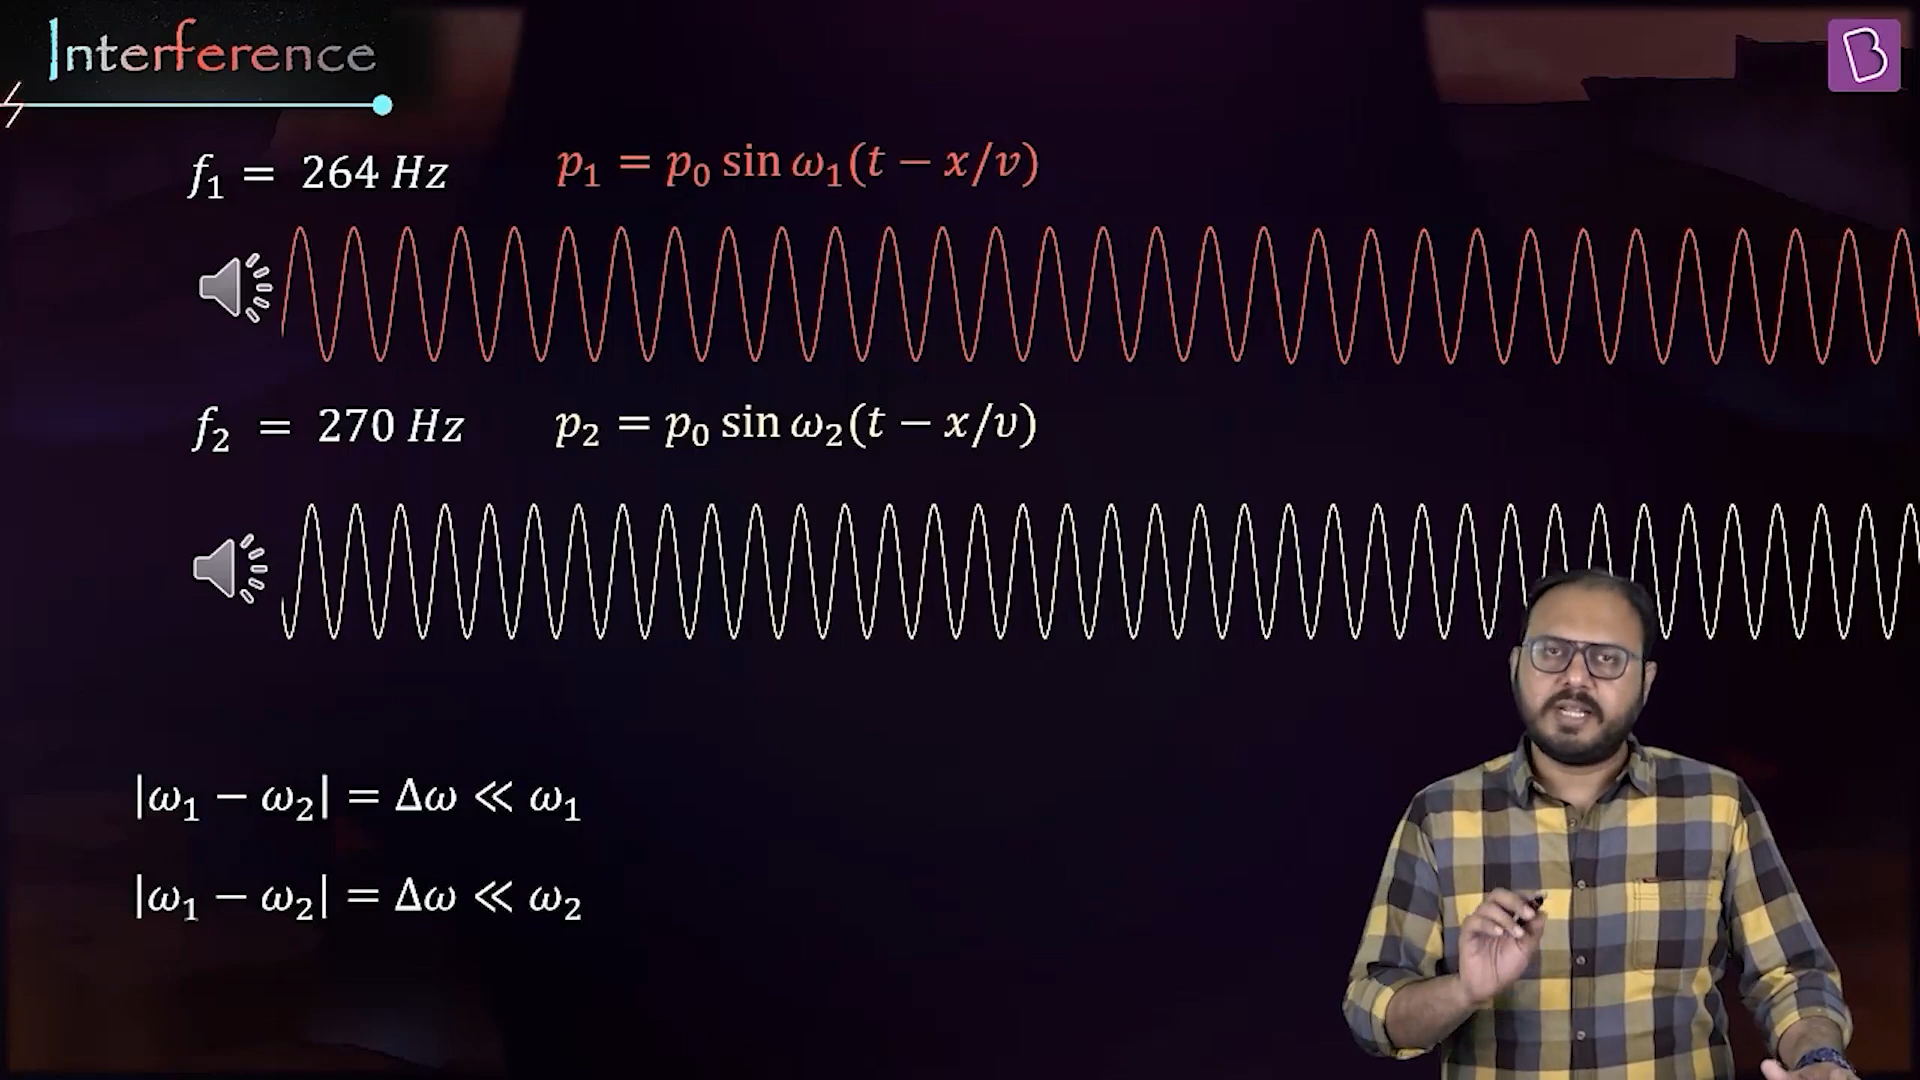 Interference
f₁ = 264 Hz
p₁ = p₀ sin ω₁(t − x/v)
f₂ = 270 Hz
p₂ = p₀ sin ω₂(t − x/v)
|ω₁ − ω₂| = Δω ≪ ω₁
|ω₁ − ω₂| = Δω ≪ ω₂